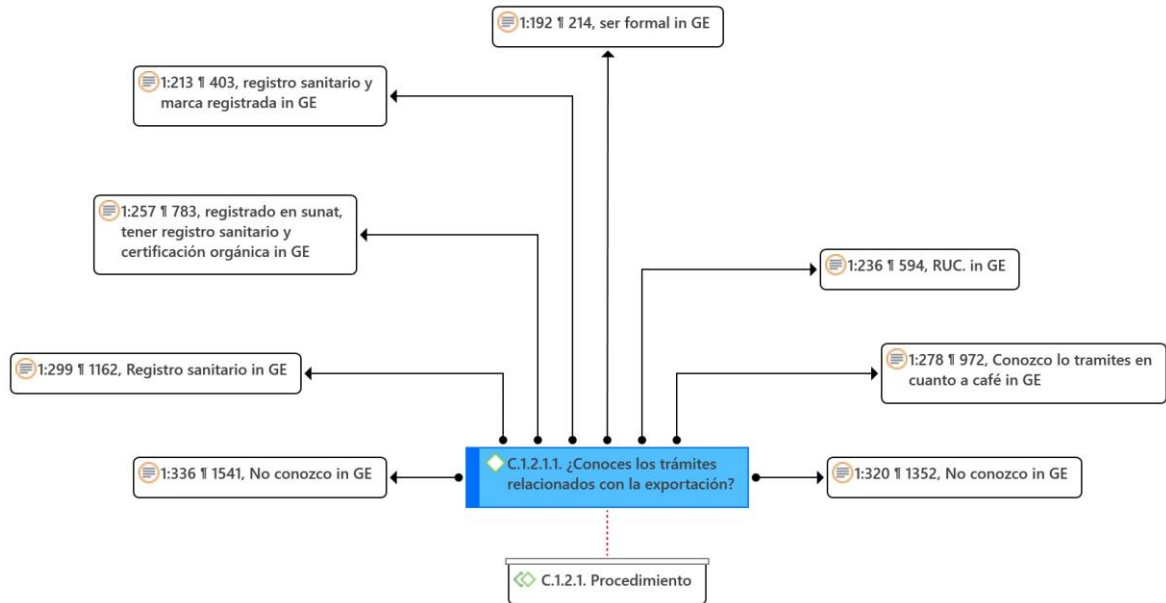 1:192 ¶ 214, ser formal in GE
1:213 ¶ 403, registro sanitario y
marca registrada in GE
1:257 ¶ 783, registrado en sunat,
tener registro sanitario y
certificación orgánica in GE
1:236 ¶ 594, RUC. in GE
1:299 ¶ 1162, Registro sanitario in GE
1:278 ¶ 972, Conozco lo tramites en
cuanto a café in GE
1:336 ¶ 1541, No conozco in GE
C.1.2.1.1. ¿Conoces los trámites
relacionados con la exportación?
1:320 ¶ 1352, No conozco in GE
C.1.2.1. Procedimiento